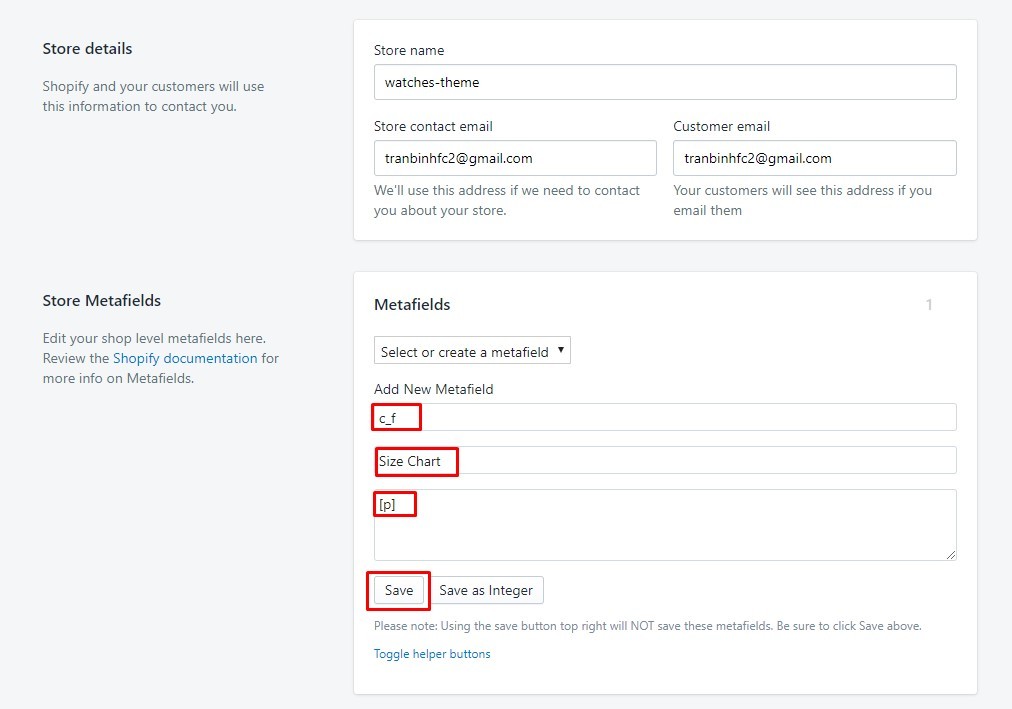 Store details
Shopify and your customers will use
this information to contact you.
Store name
watches-theme
Store contact email
Customer email
tranbinhfc2@gmail.com
tranbinhfc2@gmail.com
We'll use this address if we need to contact
you about your store.
Your customers will see this address if you
email them
Store Metafields
Edit your shop level metafields here.
Review the Shopify documentation for
more info on Metafields.
Metafields
1
Select or create a metafield
Add New Metafield
c_f
Size Chart
[p]
Save
Save as Integer
Please note: Using the save button top right will NOT save these metafields. Be sure to click Save above.
Toggle helper buttons